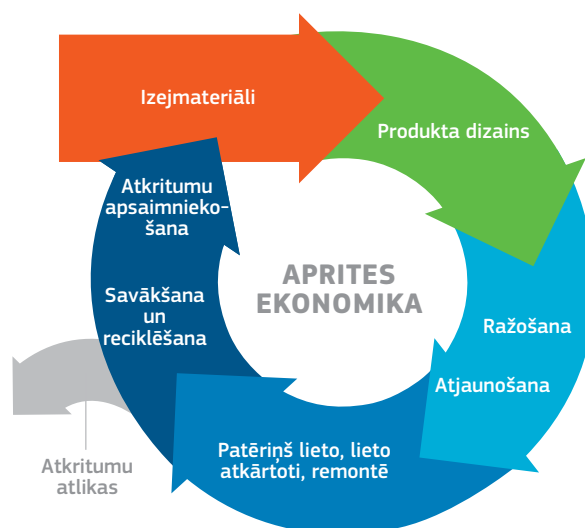 Izejmateriāli
Produkta dizains
Ražošana
Atjaunošana
Patēriņš lieto, lieto
atkārtoti, remontē
Savākšana
un
reciklēšana
Atkritumu
apsaimnieko-
šana
Atkritumu
atlikas
APRITES
EKONOMIKA